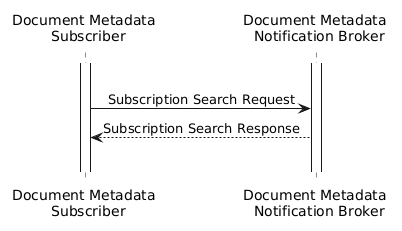 Document Metadata
Subscriber
Document Metadata
Notification Broker
Subscription Search Request
Subscription Search Response
Document Metadata
Subscriber
Document Metadata
Notification Broker